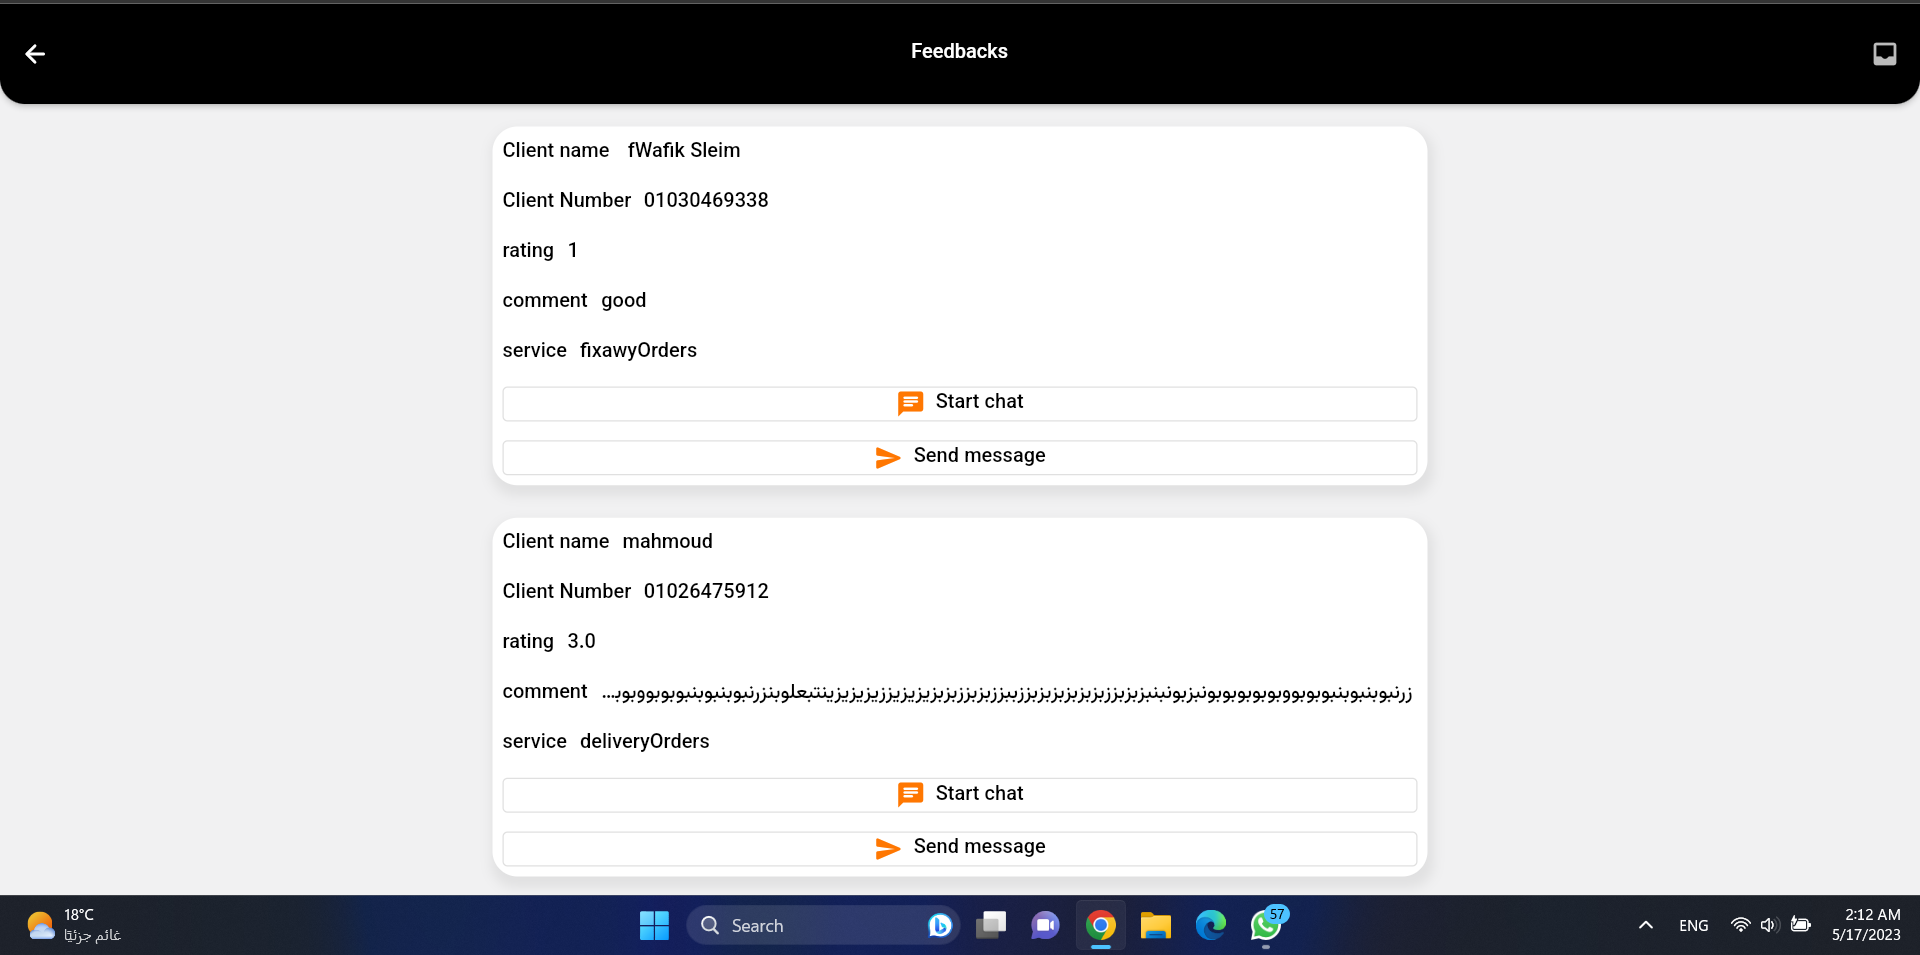 Feedbacks
Client name fWafik Sleim
Client Number 01030469338
rating 1
comment good
service fixawyOrders
Start chat
Send message
Client name mahmoud
Client Number 01026475912
rating 3.0
comment
service deliveryOrders
Start chat
Send message
18°C
غائم جزئيًا
Search
57
ENG
2:12 AM
5/17/2023